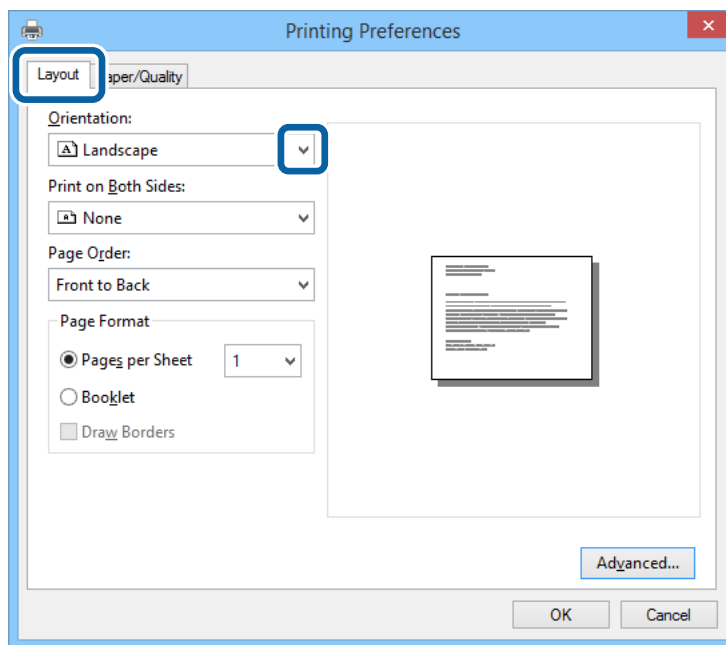 Printing Preferences
Layout
aper/Quality
Orientation:
Landscape
Print on Both Sides:
None
Page Order:
Front to Back
Page Format
Pages per Sheet 1
Booklet
Draw Borders
Advanced...
OK Cancel